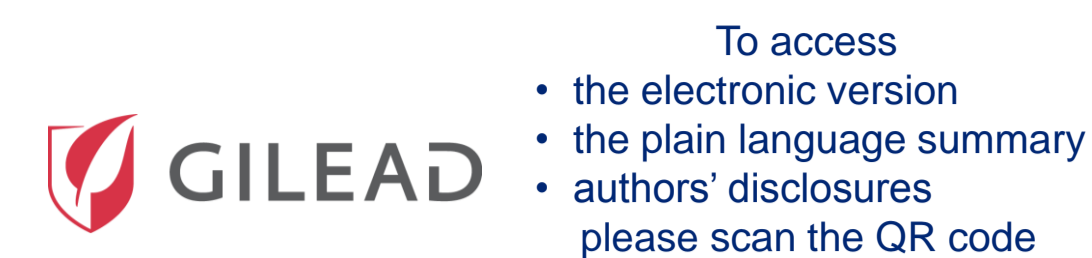 GILEAD
To access
• the electronic version
• the plain language summary
• authors’ disclosures
please scan the QR code